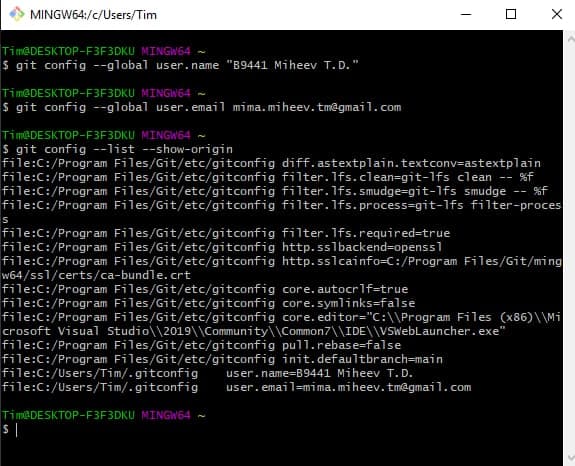 MINGW64:/c/Users/Tim
Tim@DESKTOP-F3F3DKU MINGW64 ~
$ git config --global user.name "B9441 Miheev T.D."
Tim@DESKTOP-F3F3DKU MINGW64 ~
$ git config --global user.email mima.miheev.tm@gmail.com
Tim@DESKTOP-F3F3DKU MINGW64 ~
$ git config --list --show-origin
file:C:/Program Files/Git/etc/gitconfig diff.astextplain.textconv=astextplain
file:C:/Program Files/Git/etc/gitconfig filter.lfs.clean=git-lfs clean -- %f
file:C:/Program Files/Git/etc/gitconfig filter.lfs.smudge=git-lfs smudge -- %f
file:C:/Program Files/Git/etc/gitconfig filter.lfs.process=git-lfs filter-proces
s
file:C:/Program Files/Git/etc/gitconfig filter.lfs.required=true
file:C:/Program Files/Git/etc/gitconfig http.sslbackend=openssl
file:C:/Program Files/Git/etc/gitconfig http.sslcainfo=C:/Program Files/Git/ming
w64/ssl/certs/ca-bundle.crt
file:C:/Program Files/Git/etc/gitconfig core.autocrlf=true
file:C:/Program Files/Git/etc/gitconfig core.symlinks=false
file:C:/Program Files/Git/etc/gitconfig core.editor="C:\\Program Files (x86)\\Mi
crosoft Visual Studio\\2019\\Community\\Common7\\IDE\\VSWebLauncher.exe"
file:C:/Program Files/Git/etc/gitconfig pull.rebase=false
file:C:/Program Files/Git/etc/gitconfig init.defaultbranch=main
file:C:/Users/Tim/.gitconfig    user.name=B9441 Miheev T.D.
file:C:/Users/Tim/.gitconfig    user.email=mima.miheev.tm@gmail.com
Tim@DESKTOP-F3F3DKU MINGW64 ~
$